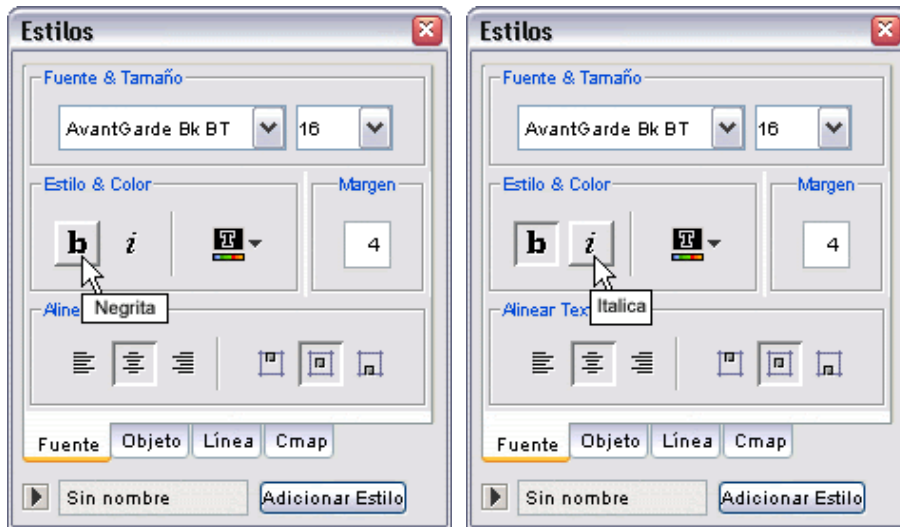 Estilos
Fuente & Tamaño
AvantGarde Bk BT 16
Estilo & Color Margen
b i T 4
Negrita
Aline
Fuente Objeto Línea Cmap
Sin nombre Adicionar Estilo
Estilos
Fuente & Tamaño
AvantGarde Bk BT 16
Estilo & Color Margen
b i T 4
Italica
Alinear Tex
Fuente Objeto Línea Cmap
Sin nombre Adicionar Estilo